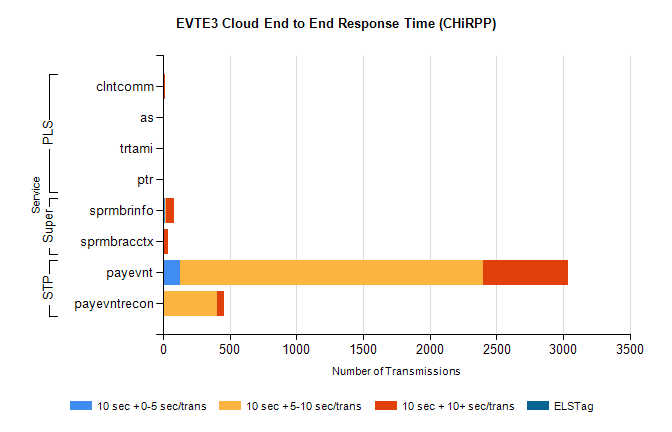 EVTE3 Cloud End to End Response Time (CHiRPP)
Service
PLS
clntcomm
as
trtami
ptr
Super
sprmbrinfo
sprmbracctx
STP
payevnt
payevntrecon
0 500 1000 1500 2000 2500 3000 3500
Number of Transmissions
10 sec +0-5 sec/trans 10 sec +5-10 sec/trans 10 sec + 10+ sec/trans ELSTag